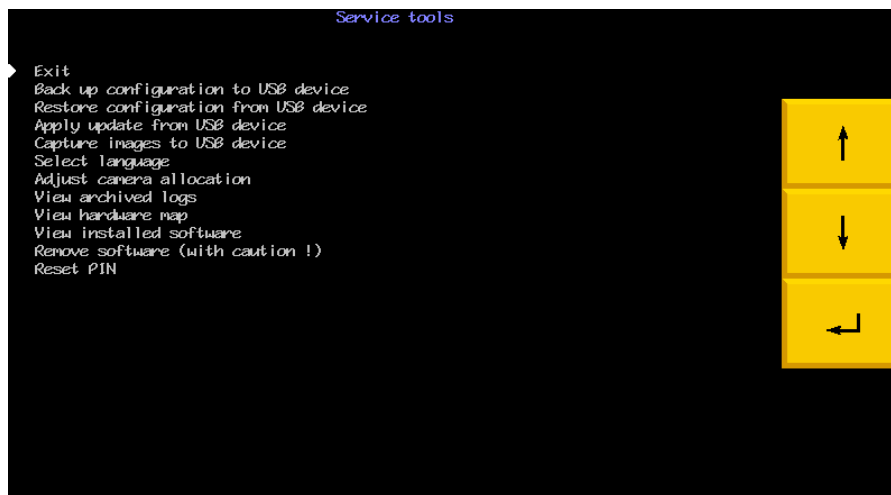 Service tools
Exit
Back up configuration to USB device
Restore configuration from USB device
Apply update from USB device
Capture images to USB device
Select language
Adjust camera allocation
View archived logs
View hardware map
View installed software
Remove software (with caution !)
Reset PIN